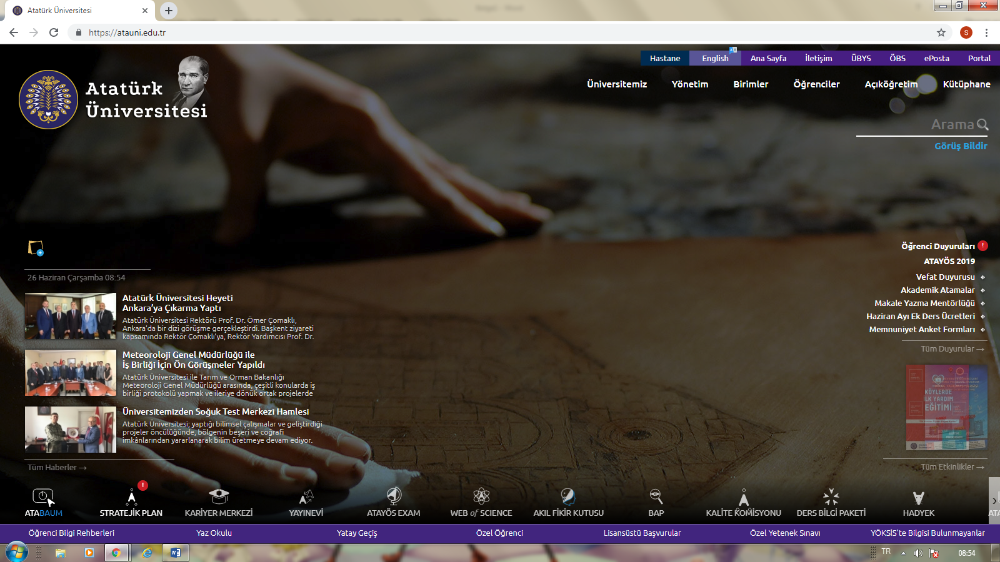 Atatürk Üniversitesi
https://atauni.edu.tr
S
Hastane
English
Ana Sayfa
İletişim
ÜBYS
ÖBS
ePosta
Portal
Atatürk
Üniversitesi
Üniversitemiz
Yönetim
Birimler
Öğrenciler
Açıköğretim
Kütüphane
Arama
Görüş Bildir
26 Haziran Çarşamba 08:54
Atatürk Üniversitesi Heyeti
Ankara'ya Çıkarma Yaptı
Atatürk Üniversitesi Rektörü Prof. Dr. Ömer Çomaklı,
Ankara'da bir dizi görüşme gerçekleştirdi. Başkent ziyareti
kapsamında Rektör Çomaklı'ya, Rektör Yardımcısı Prof. Dr.
Meteoroloji Genel Müdürlüğü ile
İş Birliği İçin Ön Görüşmeler Yapıldı
Atatürk Üniversitesi ile Tarım ve Orman Bakanlığı
Meteoroloji Genel Müdürlüğü arasında, çeşitli konularda iş
birliği protokolü yapmak ve ileriye dönük ortak projelerde
Üniversitemizden Soğuk Test Merkezi Hamlesi
Atatürk Üniversitesi; yaptığı bilimsel çalışmalar ve geliştirdiği
projeler öncülüğünde, bölgenin beşeri ve coğrafi
imkânlarından yararlanarak bilim üretmeye devam ediyor.
Tüm Haberler →
Öğrenci Duyuruları !
ATAYÖS 2019
Vefat Duyurusu
Akademik Atamalar
Makale Yazma Mentörlüğü
Haziran Ayı Ek Ders Ücretleri
Memnuniyet Anket Formları
Tüm Duyurular →
KÖYLERDE
İLK YARDIM
EĞİTİMİ
Tüm Etkinlikler →
!
ATABAUM
STRATEJİK PLAN
KARİYER MERKEZİ
YAYINEVİ
ATAYÖS EXAM
WEB of SCIENCE
AKIL FİKİR KUTUSU
BAP
KALİTE KOMİSYONU
DERS BİLGİ PAKETİ
HADYEK
Öğrenci Bilgi Rehberleri
Yaz Okulu
Yatay Geçiş
Özel Öğrenci
Lisansüstü Başvurular
Özel Yetenek Sınavı
YÖKSİS'te Bilgisi Bulunmayanlar
TR
08:54